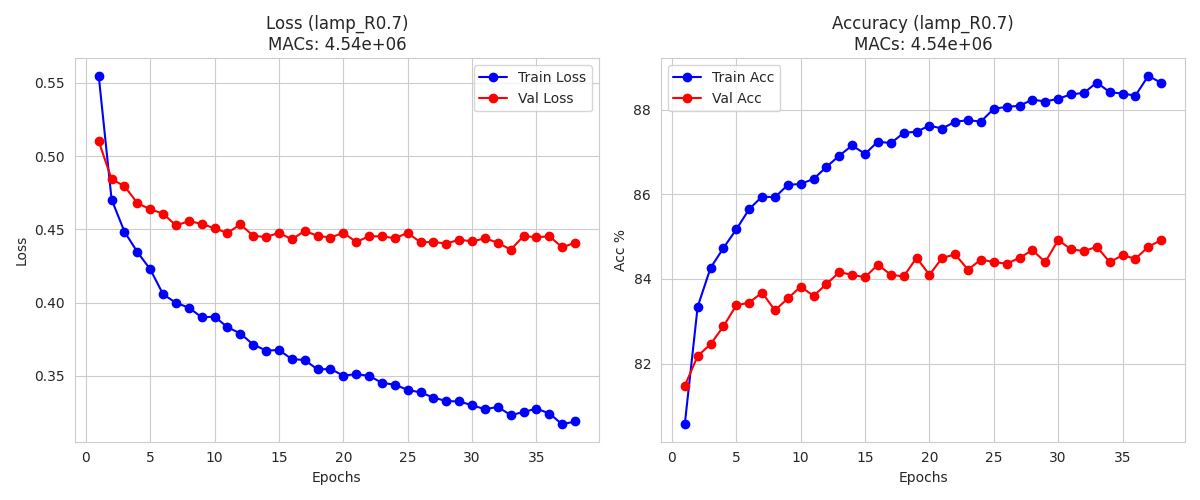 Loss (lamp_R0.7)
MACs: 4.54e+06
Train Loss
Val Loss
0.55
0.50
0.45
0.40
0.35
Loss
0 5 10 15 20 25 30 35
Epochs
Accuracy (lamp_R0.7)
MACs: 4.54e+06
Train Acc
Val Acc
88
86
84
82
Acc %
0 5 10 15 20 25 30 35
Epochs